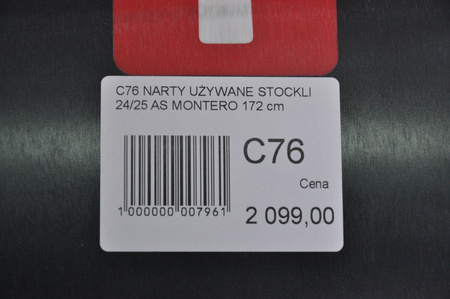 C76 NARTY UŻYWANE STOCKLI
24/25 AS MONTERO 172 cm
C76
Cena
1 000000 007961
2 099,00